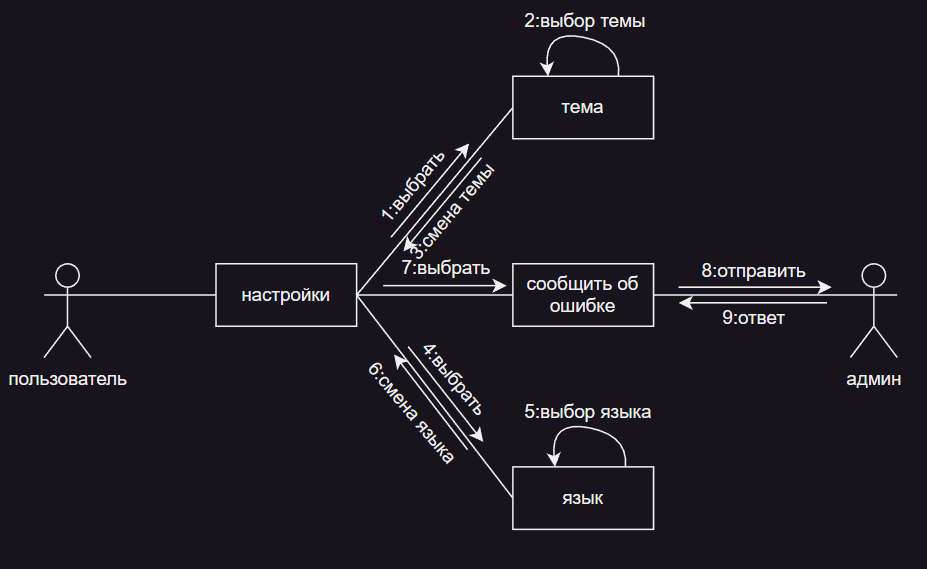 2:выбор темы
тема
1:выбрать
3:смена темы
7:выбрать
настройки
сообщить об
ошибке
8:отправить
9:ответ
пользователь
админ
4:выбрать
6:смена языка
5:выбор языка
язык